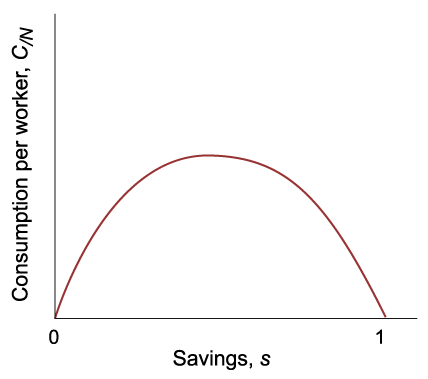 Consumption per worker, C/N
0
1
Savings, s